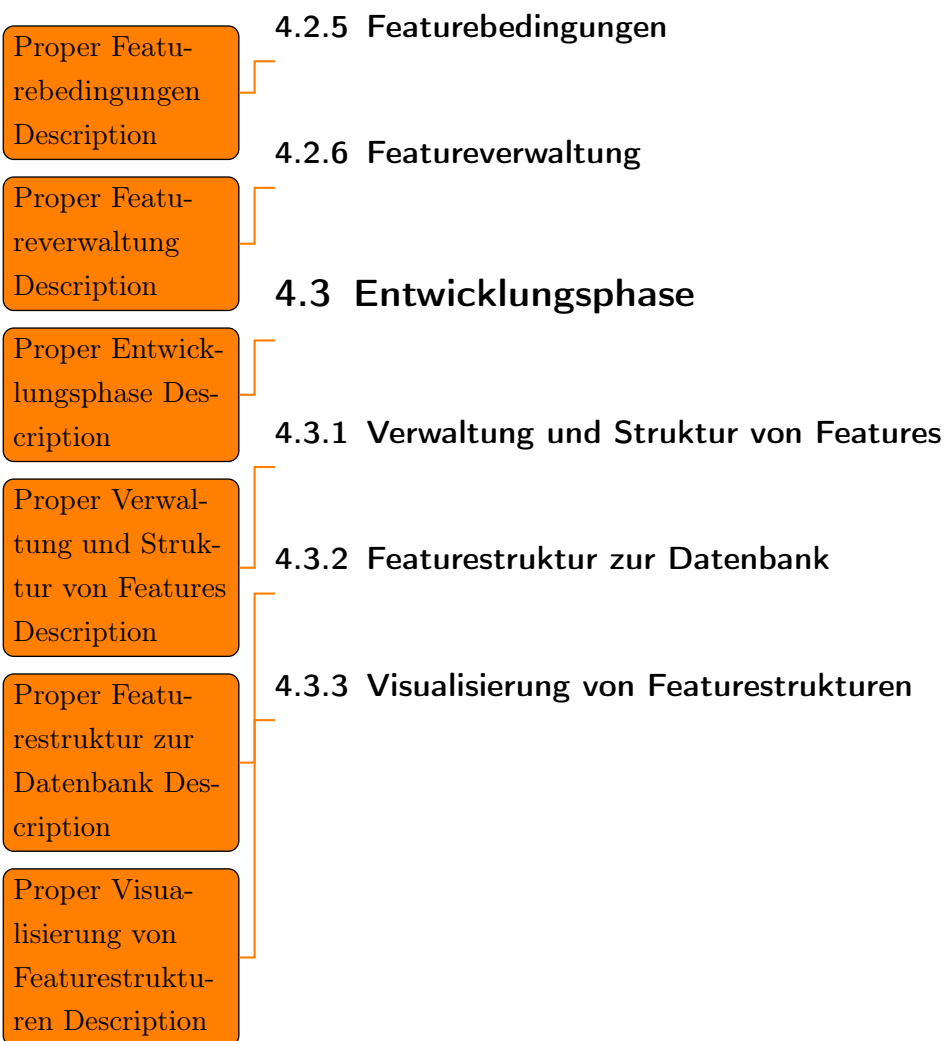 4.2.5 Featurebedingungen
Proper Featu-
rebedingungen
Description
4.2.6 Featureverwaltung
Proper Featu-
reverwaltung
Description
4.3 Entwicklungsphase
Proper Entwick-
lungsphase Des-
cription
4.3.1 Verwaltung und Struktur von Features
Proper Verwal-
tung und Struk-
tur von Features
Description
4.3.2 Featurestruktur zur Datenbank
Proper Featu-
restruktur zur
Datenbank Des-
cription
4.3.3 Visualisierung von Featurestrukturen
Proper Visua-
lisierung von
Featurestruktu-
ren Description